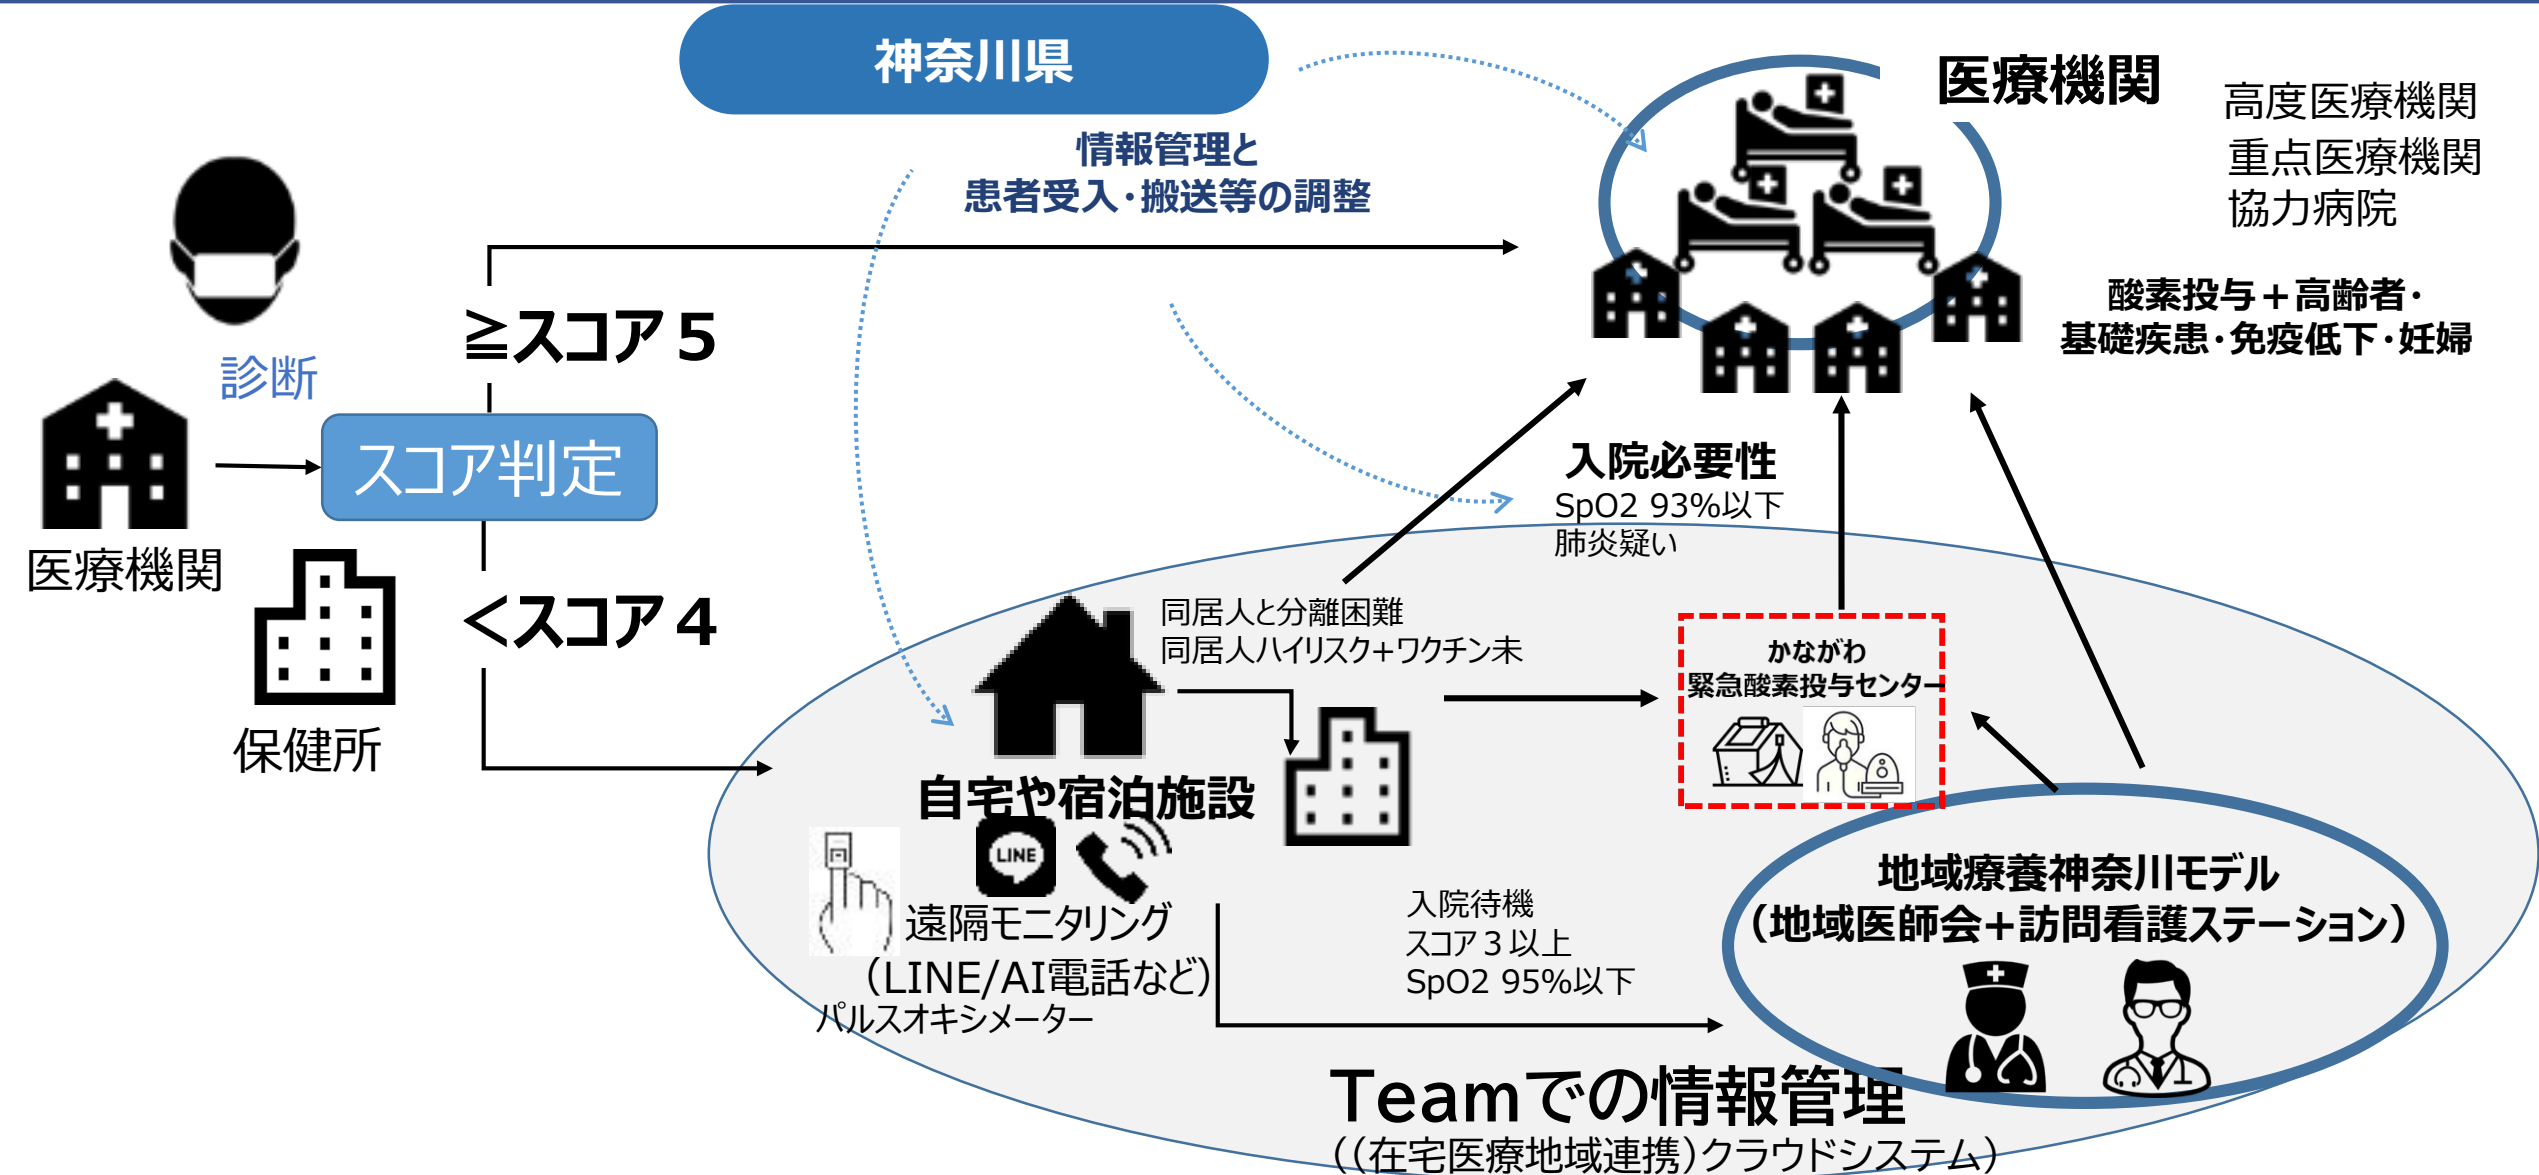 神奈川県
情報管理と
患者受入・搬送等の調整
医療機関
高度医療機関
重点医療機関
協力病院
酸素投与＋高齢者・
基礎疾患・免疫低下・妊婦
診断
≧スコア５
スコア判定
医療機関
保健所
＜スコア４
入院必要性
SpO2 93%以下
肺炎疑い
同居人と分離困難
同居人ハイリスク+ワクチン未
かながわ
緊急酸素投与センター
自宅や宿泊施設
LINE
遠隔モニタリング
（LINE/AI電話など）
パルスオキシメーター
入院待機
スコア３以上
SpO2 95%以下
地域療養神奈川モデル
（地域医師会+訪問看護ステーション）
Teamでの情報管理
（（在宅医療地域連携）クラウドシステム）